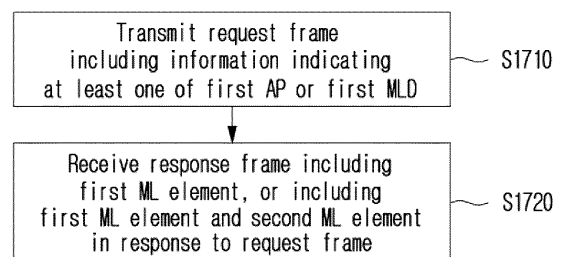 Transmit request frame
including information indicating
at least one of first AP or first MLD
S1710
Receive response frame including
first ML element, or including
first ML element and second ML element
in response to request frame
S1720